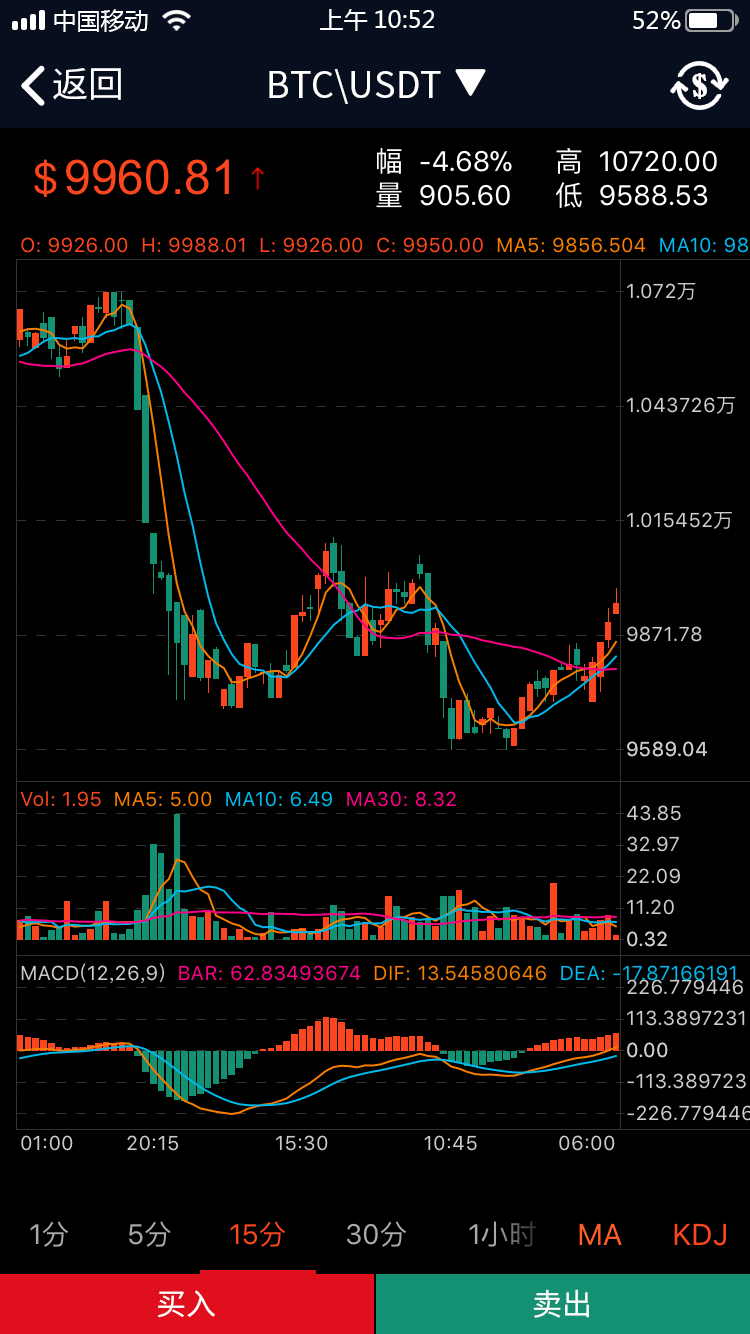 中国移动 上午 10:52 52%
返回 BTC\USDT ▼ $
$9960.81↑ 幅 -4.68% 高 10720.00
量 905.60 低 9588.53
O: 9926.00 H: 9988.01 L: 9926.00 C: 9950.00 MA5: 9856.504 MA10: 98
1.072万
1.043726万
1.015452万
9871.78
9589.04
Vol: 1.95 MA5: 5.00 MA10: 6.49 MA30: 8.32
43.85
32.97
22.09
11.20
0.32
MACD(12,26,9) BAR: 62.83493674 DIF: 13.54580646 DEA: -17.87166191
226.779446
113.3897231
0.00
-113.389723
-226.779446
01:00 20:15 15:30 10:45 06:00
1分 5分 15分 30分 1小时 MA KDJ
买入 卖出